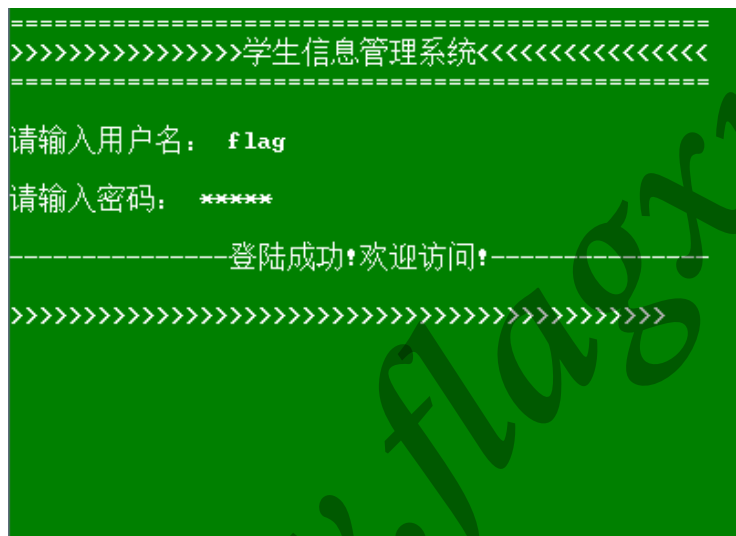 ================================================
>>>>>>>>>>>>>>>>学生信息管理系统<<<<<<<<<<<<<<<<
================================================
请输入用户名： flag
请输入密码： *****
---------------登陆成功!欢迎访问!---------------
>>>>>>>>>>>>>>>>>>>>>>>>>>>>>>>>>>>>>>>>>>>>>
.flagx